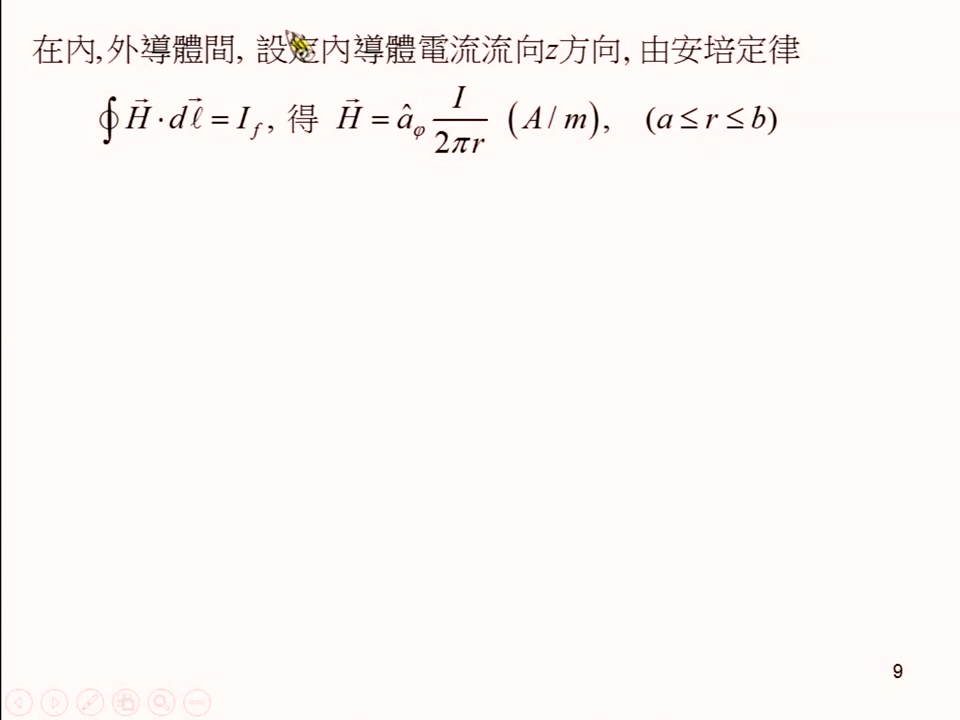 在內,外導體間, 設定內導體電流流向z方向, 由安培定律
∮ H⃗ · dℓ⃗ = I_f , 得 H⃗ = â_φ I/(2πr) (A/m), (a ≤ r ≤ b)
9